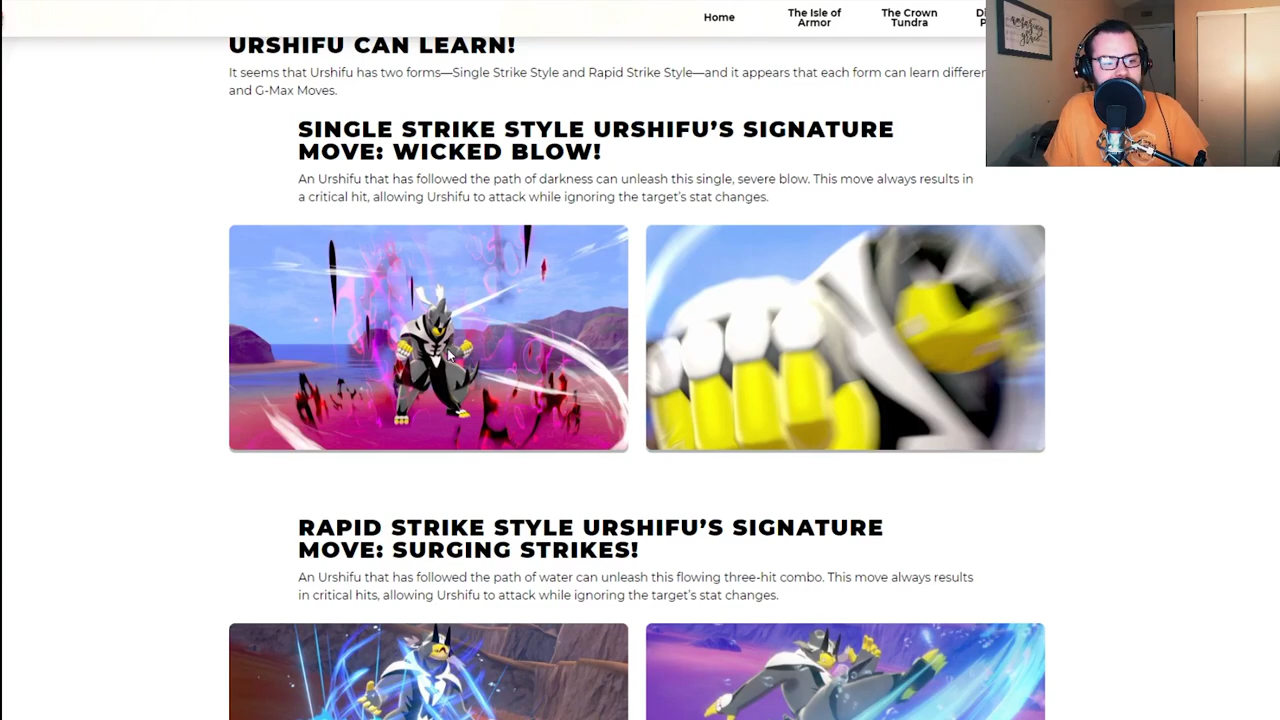 Home
The Isle of
Armor
The Crown
Tundra
URSHIFU CAN LEARN!
It seems that Urshifu has two forms—Single Strike Style and Rapid Strike Style—and it appears that each form can learn
and G-Max Moves.
SINGLE STRIKE STYLE URSHIFU'S SIGNATURE
MOVE: WICKED BLOW!
An Urshifu that has followed the path of darkness can unleash this single, severe blow. This move always results in
a critical hit, allowing Urshifu to attack while ignoring the target's stat changes.
RAPID STRIKE STYLE URSHIFU'S SIGNATURE
MOVE: SURGING STRIKES!
An Urshifu that has followed the path of water can unleash this flowing three-hit combo. This move always results
in critical hits, allowing Urshifu to attack while ignoring the target's stat changes.